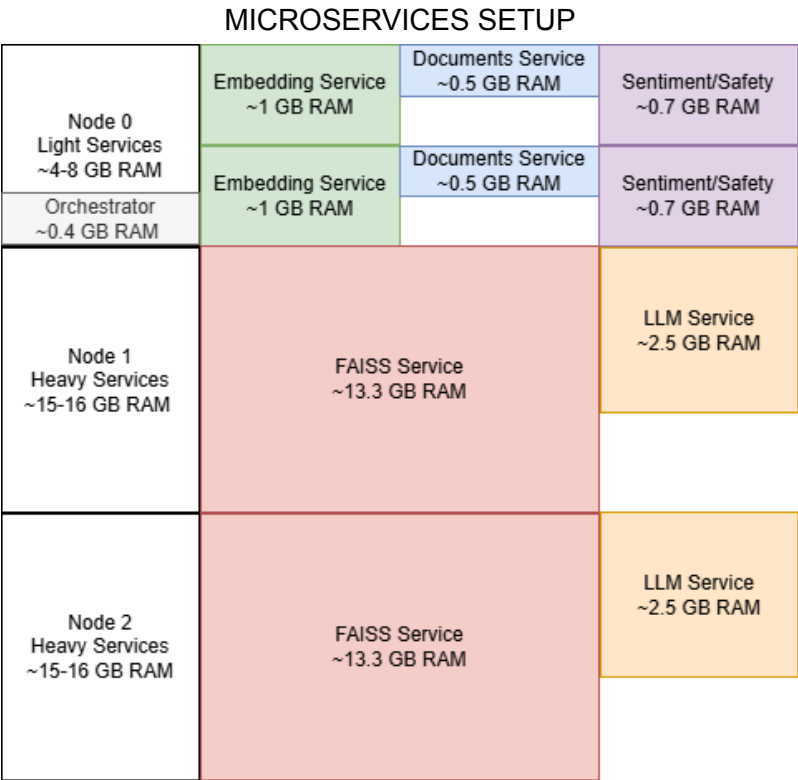 MICROSERVICES SETUP
Node 0
Light Services
~4-8 GB RAM
Orchestrator
~0.4 GB RAM
Embedding Service
~1 GB RAM
Documents Service
~0.5 GB RAM
Sentiment/Safety
~0.7 GB RAM
Embedding Service
~1 GB RAM
Documents Service
~0.5 GB RAM
Sentiment/Safety
~0.7 GB RAM
Node 1
Heavy Services
~15-16 GB RAM
FAISS Service
~13.3 GB RAM
LLM Service
~2.5 GB RAM
Node 2
Heavy Services
~15-16 GB RAM
FAISS Service
~13.3 GB RAM
LLM Service
~2.5 GB RAM